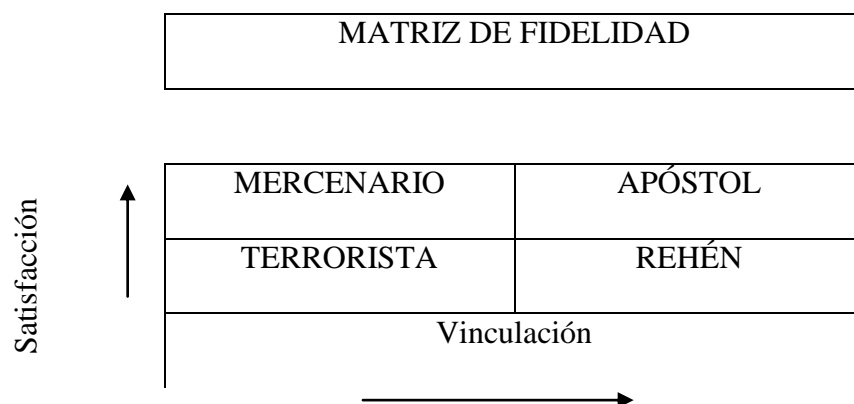 MATRIZ DE FIDELIDAD
Satisfacción
MERCENARIO APÓSTOL
TERRORISTA REHÉN
Vinculación